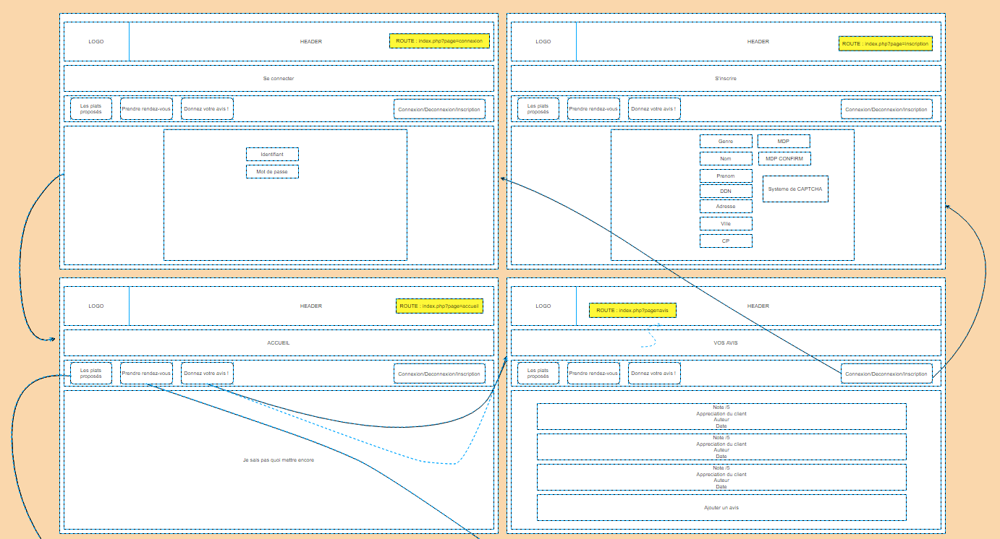 LOGO
HEADER
ROUTE : index.php?page=connexion
Se connecter
Les plats
proposés
Prendre rendez-vous
Donnez votre avis !
Connexion/Deconnexion/Inscription
Identifiant
Mot de passe
LOGO
HEADER
ROUTE : index.php?page=inscription
S'inscrire
Les plats
proposés
Prendre rendez-vous
Donnez votre avis !
Connexion/Deconnexion/Inscription
Genre
MDP
Nom
MDP CONFIRM
Prenom
Systeme de CAPTCHA
DDN
Adresse
Ville
CP
LOGO
HEADER
ROUTE : index.php?page=accueil
ACCUEIL
Les plats
proposés
Prendre rendez-vous
Donnez votre avis !
Connexion/Deconnexion/Inscription
Je sais pas quoi mettre encore
LOGO
ROUTE : index.php?page=avis
HEADER
VOS AVIS
Les plats
proposés
Prendre rendez-vous
Donnez votre avis !
Connexion/Deconnexion/Inscription
Note /5
Appreciation du client
Auteur
Date
Note /5
Appreciation du client
Auteur
Date
Note /5
Appreciation du client
Auteur
Date
Ajouter un avis